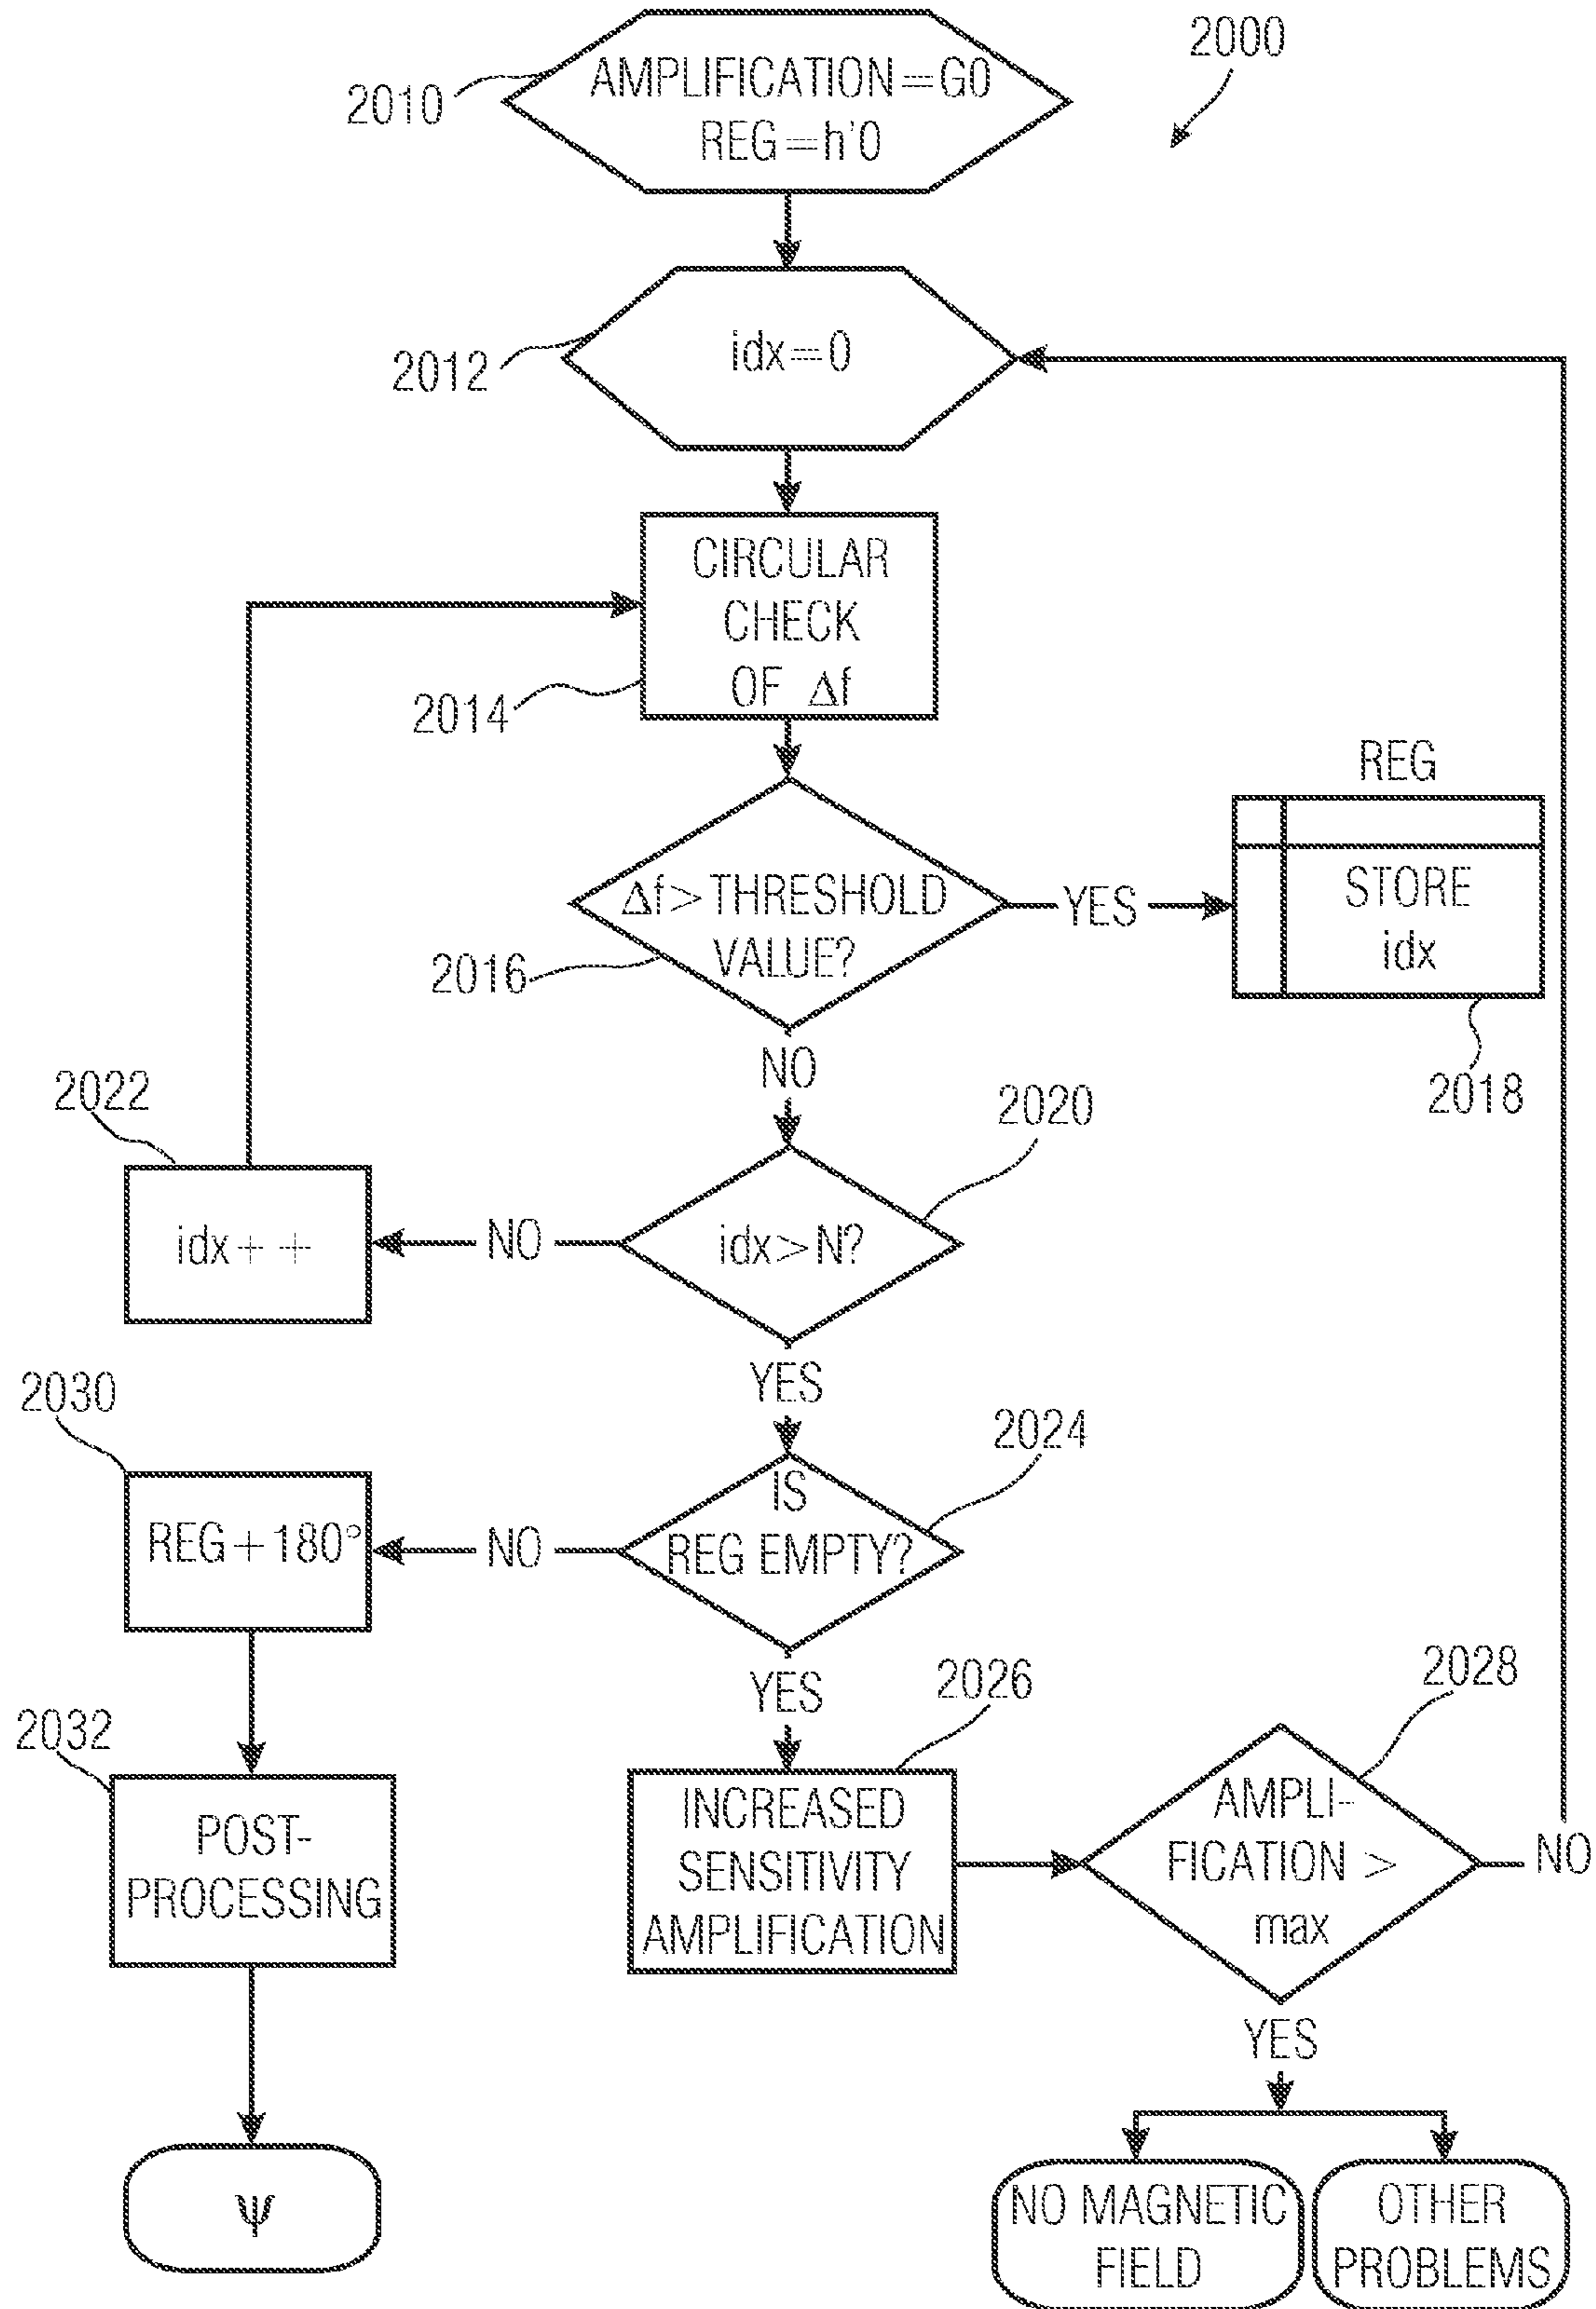 2000
2010
AMPLIFICATION=G0
REG=h'0
2012
idx=0
CIRCULAR
CHECK
OF Δf
2014
REG
Δf> THRESHOLD
VALUE?
YES
STORE
idx
2016
2018
NO
2022
2020
idx++
NO
idx>N?
YES
2030
2024
REG+180°
NO
IS
REG EMPTY?
YES
2026
2028
2032
POST-
PROCESSING
INCREASED
SENSITIVITY
AMPLIFICATION
AMPLI-
FICATION >
max
NO
YES
Ψ
NO MAGNETIC
FIELD
OTHER
PROBLEMS